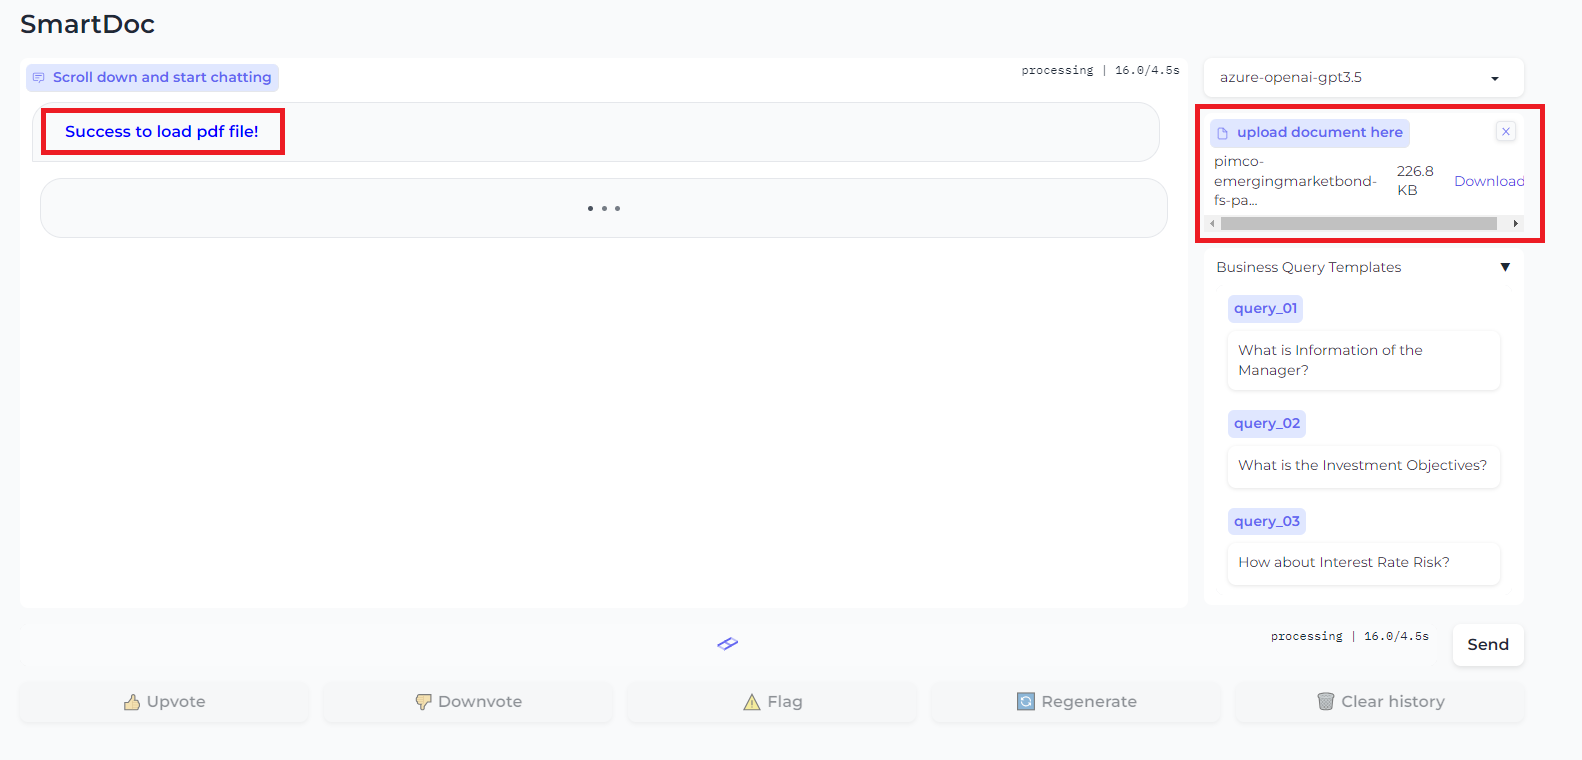 SmartDoc
Scroll down and start chatting
processing | 16.0/4.5s
Success to load pdf file!
azure-openai-gpt3.5
upload document here
X
pimco-
emergingmarketbond-
fs-pa...
226.8
KB
Download
Business Query Templates
query_01
What is Information of the
Manager?
query_02
What is the Investment Objectives?
query_03
How about Interest Rate Risk?
processing | 16.0/4.5s
Send
Upvote
Downvote
Flag
Regenerate
Clear history